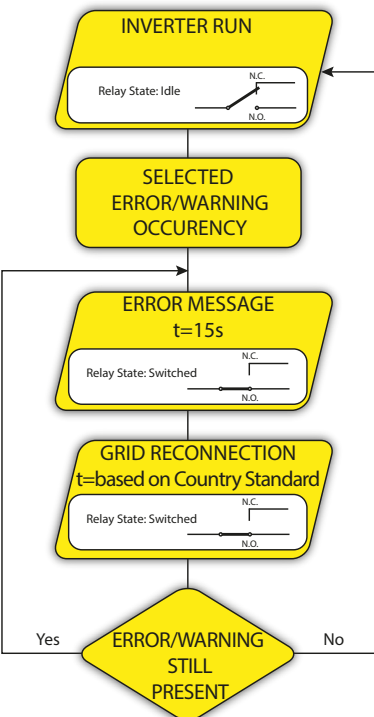 INVERTER RUN
N.C.
Relay State: Idle
N.O.
SELECTED
ERROR/WARNING
OCCURENCY
ERROR MESSAGE
t=15s
N.C.
Relay State: Switched
N.O.
GRID RECONNECTION
t=based on Country Standard
N.C.
Relay State: Switched
N.O.
Yes
ERROR/WARNING
STILL
PRESENT
No